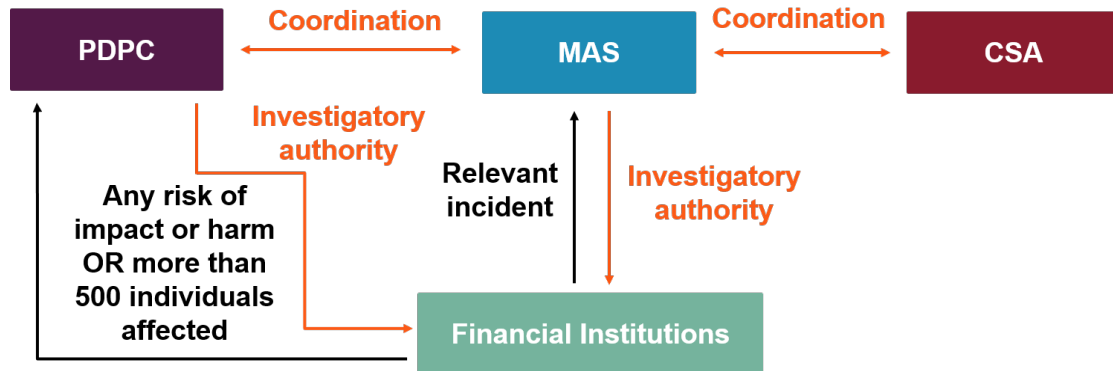 Coordination
Coordination
PDPC
MAS
CSA
Investigatory
authority
Relevant
incident
Investigatory
authority
Any risk of
impact or harm
OR more than
500 individuals
affected
Financial Institutions